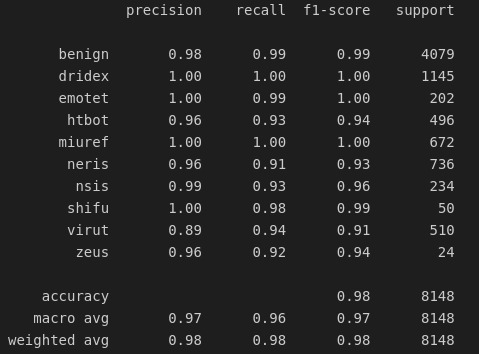 precision recall f1-score support
benign 0.98 0.99 0.99 4079
dridex 1.00 1.00 1.00 1145
emotet 1.00 0.99 1.00 202
htbot 0.96 0.93 0.94 496
miuref 1.00 1.00 1.00 672
neris 0.96 0.91 0.93 736
nsis 0.99 0.93 0.96 234
shifu 1.00 0.98 0.99 50
virut 0.89 0.94 0.91 510
zeus 0.96 0.92 0.94 24
accuracy 0.98 8148
macro avg 0.97 0.96 0.97 8148
weighted avg 0.98 0.98 0.98 8148